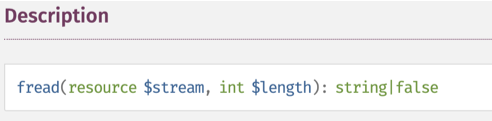 Description
fread(resource $stream, int $length): string|false